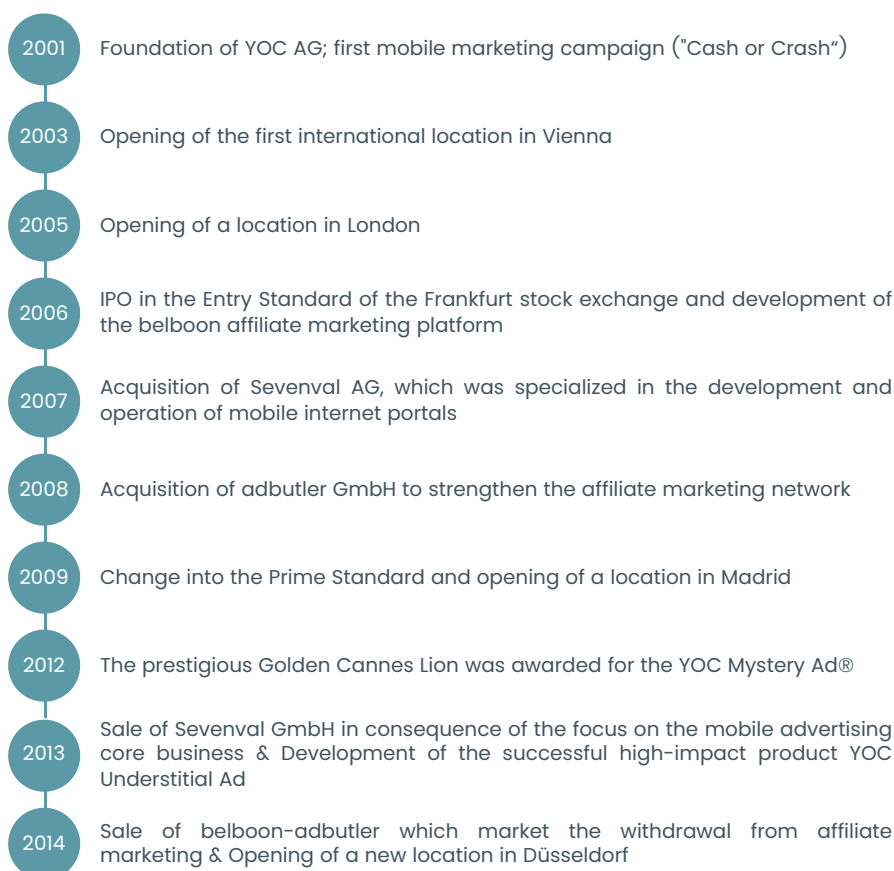 2001
Foundation of YOC AG; first mobile marketing campaign ("Cash or Crash“)
2003
Opening of the first international location in Vienna
2005
Opening of a location in London
2006
IPO in the Entry Standard of the Frankfurt stock exchange and development of
the belboon affiliate marketing platform
2007
Acquisition of Sevenval AG, which was specialized in the development and
operation of mobile internet portals
2008
Acquisition of adbutler GmbH to strengthen the affiliate marketing network
2009
Change into the Prime Standard and opening of a location in Madrid
2012
The prestigious Golden Cannes Lion was awarded for the YOC Mystery Ad®
2013
Sale of Sevenval GmbH in consequence of the focus on the mobile advertising
core business & Development of the successful high-impact product YOC
Understitial Ad
2014
Sale of belboon-adbutler which market the withdrawal from affiliate
marketing & Opening of a new location in Düsseldorf